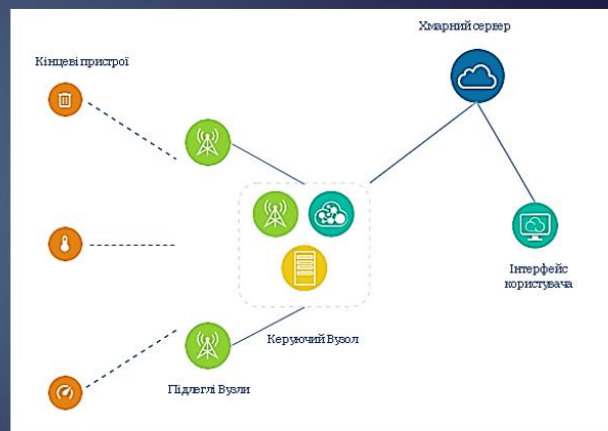 Хмарний сервер
Кінцеві пристрої
Інтерфейс
користувача
Керуючий Вузол
Підлеглі Вузли